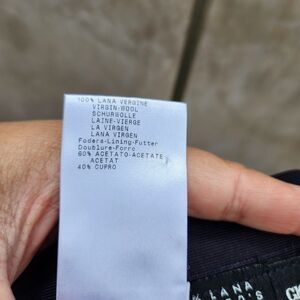 100% LANA VERGINE
VIRGIN-WOOL
SCHURWOLLE
LAINE-VIERGE
LA VIRGEN
LANA VIRGEN
Fodera-Lining-Futter
Doublure-Forro
60% ACETATO-ACETATE
ACETAT
40% CUPRO
LANA